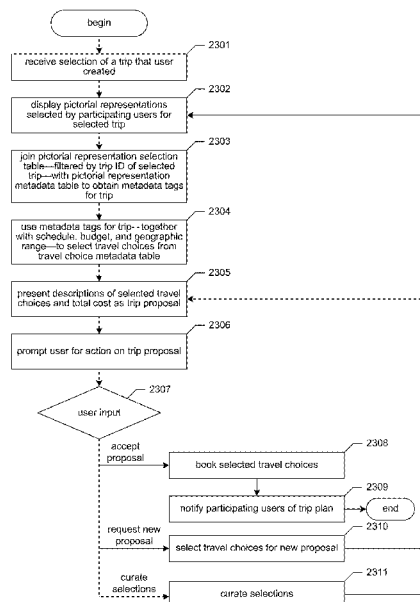 begin
2301
receive selection of a trip that user
created
2302
display pictorial representations
selected by participating users for
selected trip
2303
join pictorial representation selection
table—filtered by trip ID of selected
trip—with pictorial representation
metadata table to obtain metadata tags
for trip
2304
use metadata tags for trip--together
with schedule, budget, and geographic
range—to select travel choices from
travel choice metadata table
2305
present descriptions of selected travel
choices and total cost as trip proposal
2306
prompt user for action on trip proposal
2307
user input
accept
proposal
2308
book selected travel choices
2309
notify participating users of trip plan
end
request new
proposal
2310
select travel choices for new proposal
curate
selections
2311
curate selections